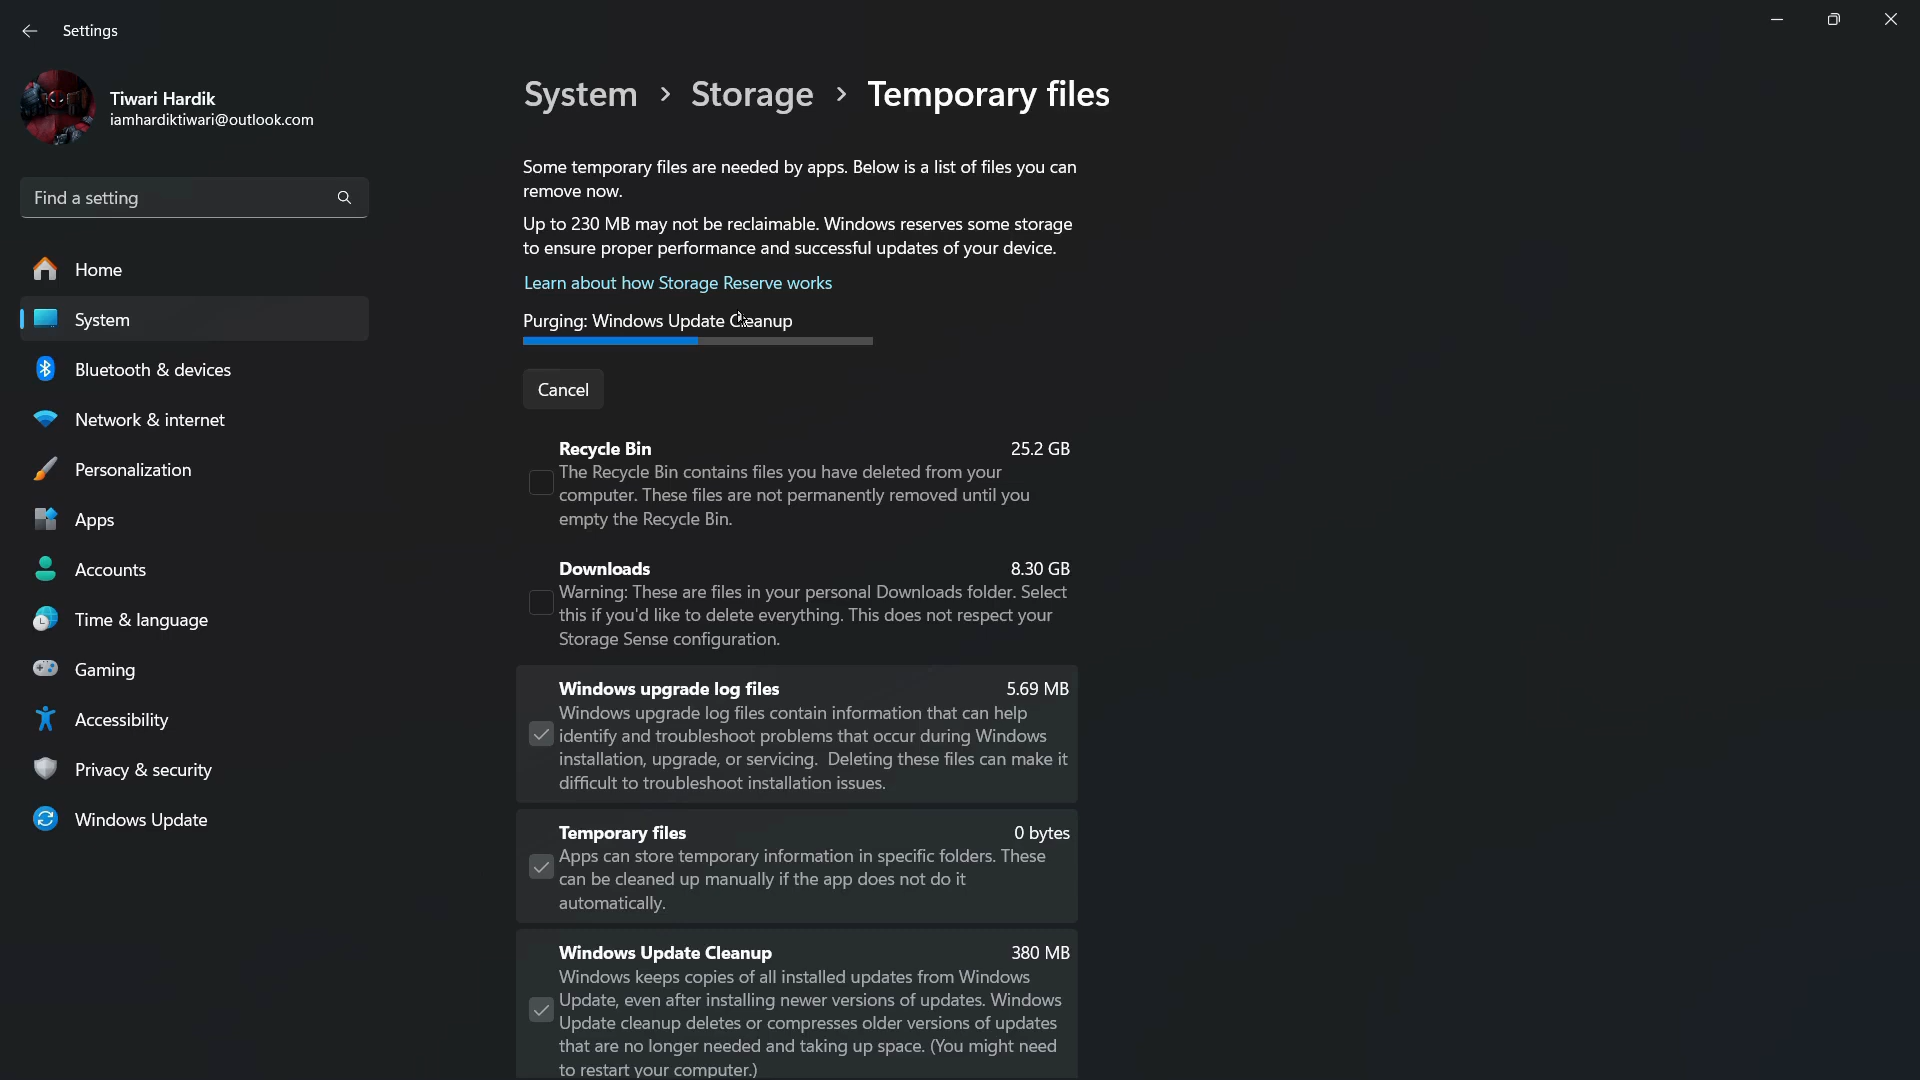 Settings
Tiwari Hardik
iamhardiktiwari@outlook.com
Find a setting
Home
System
Bluetooth & devices
Network & internet
Personalization
Apps
Accounts
Time & language
Gaming
Accessibility
Privacy & security
Windows Update
System > Storage > Temporary files
Some temporary files are needed by apps. Below is a list of files you can
remove now.
Up to 230 MB may not be reclaimable. Windows reserves some storage
to ensure proper performance and successful updates of your device.
Learn about how Storage Reserve works
Purging: Windows Update Cleanup
Cancel
Recycle Bin 25.2 GB
The Recycle Bin contains files you have deleted from your
computer. These files are not permanently removed until you
empty the Recycle Bin.
Downloads 8.30 GB
Warning: These are files in your personal Downloads folder. Select
this if you'd like to delete everything. This does not respect your
Storage Sense configuration.
Windows upgrade log files 5.69 MB
Windows upgrade log files contain information that can help
identify and troubleshoot problems that occur during Windows
installation, upgrade, or servicing.  Deleting these files can make it
difficult to troubleshoot installation issues.
Temporary files 0 bytes
Apps can store temporary information in specific folders. These
can be cleaned up manually if the app does not do it
automatically.
Windows Update Cleanup 380 MB
Windows keeps copies of all installed updates from Windows
Update, even after installing newer versions of updates. Windows
Update cleanup deletes or compresses older versions of updates
that are no longer needed and taking up space. (You might need
to restart your computer.)